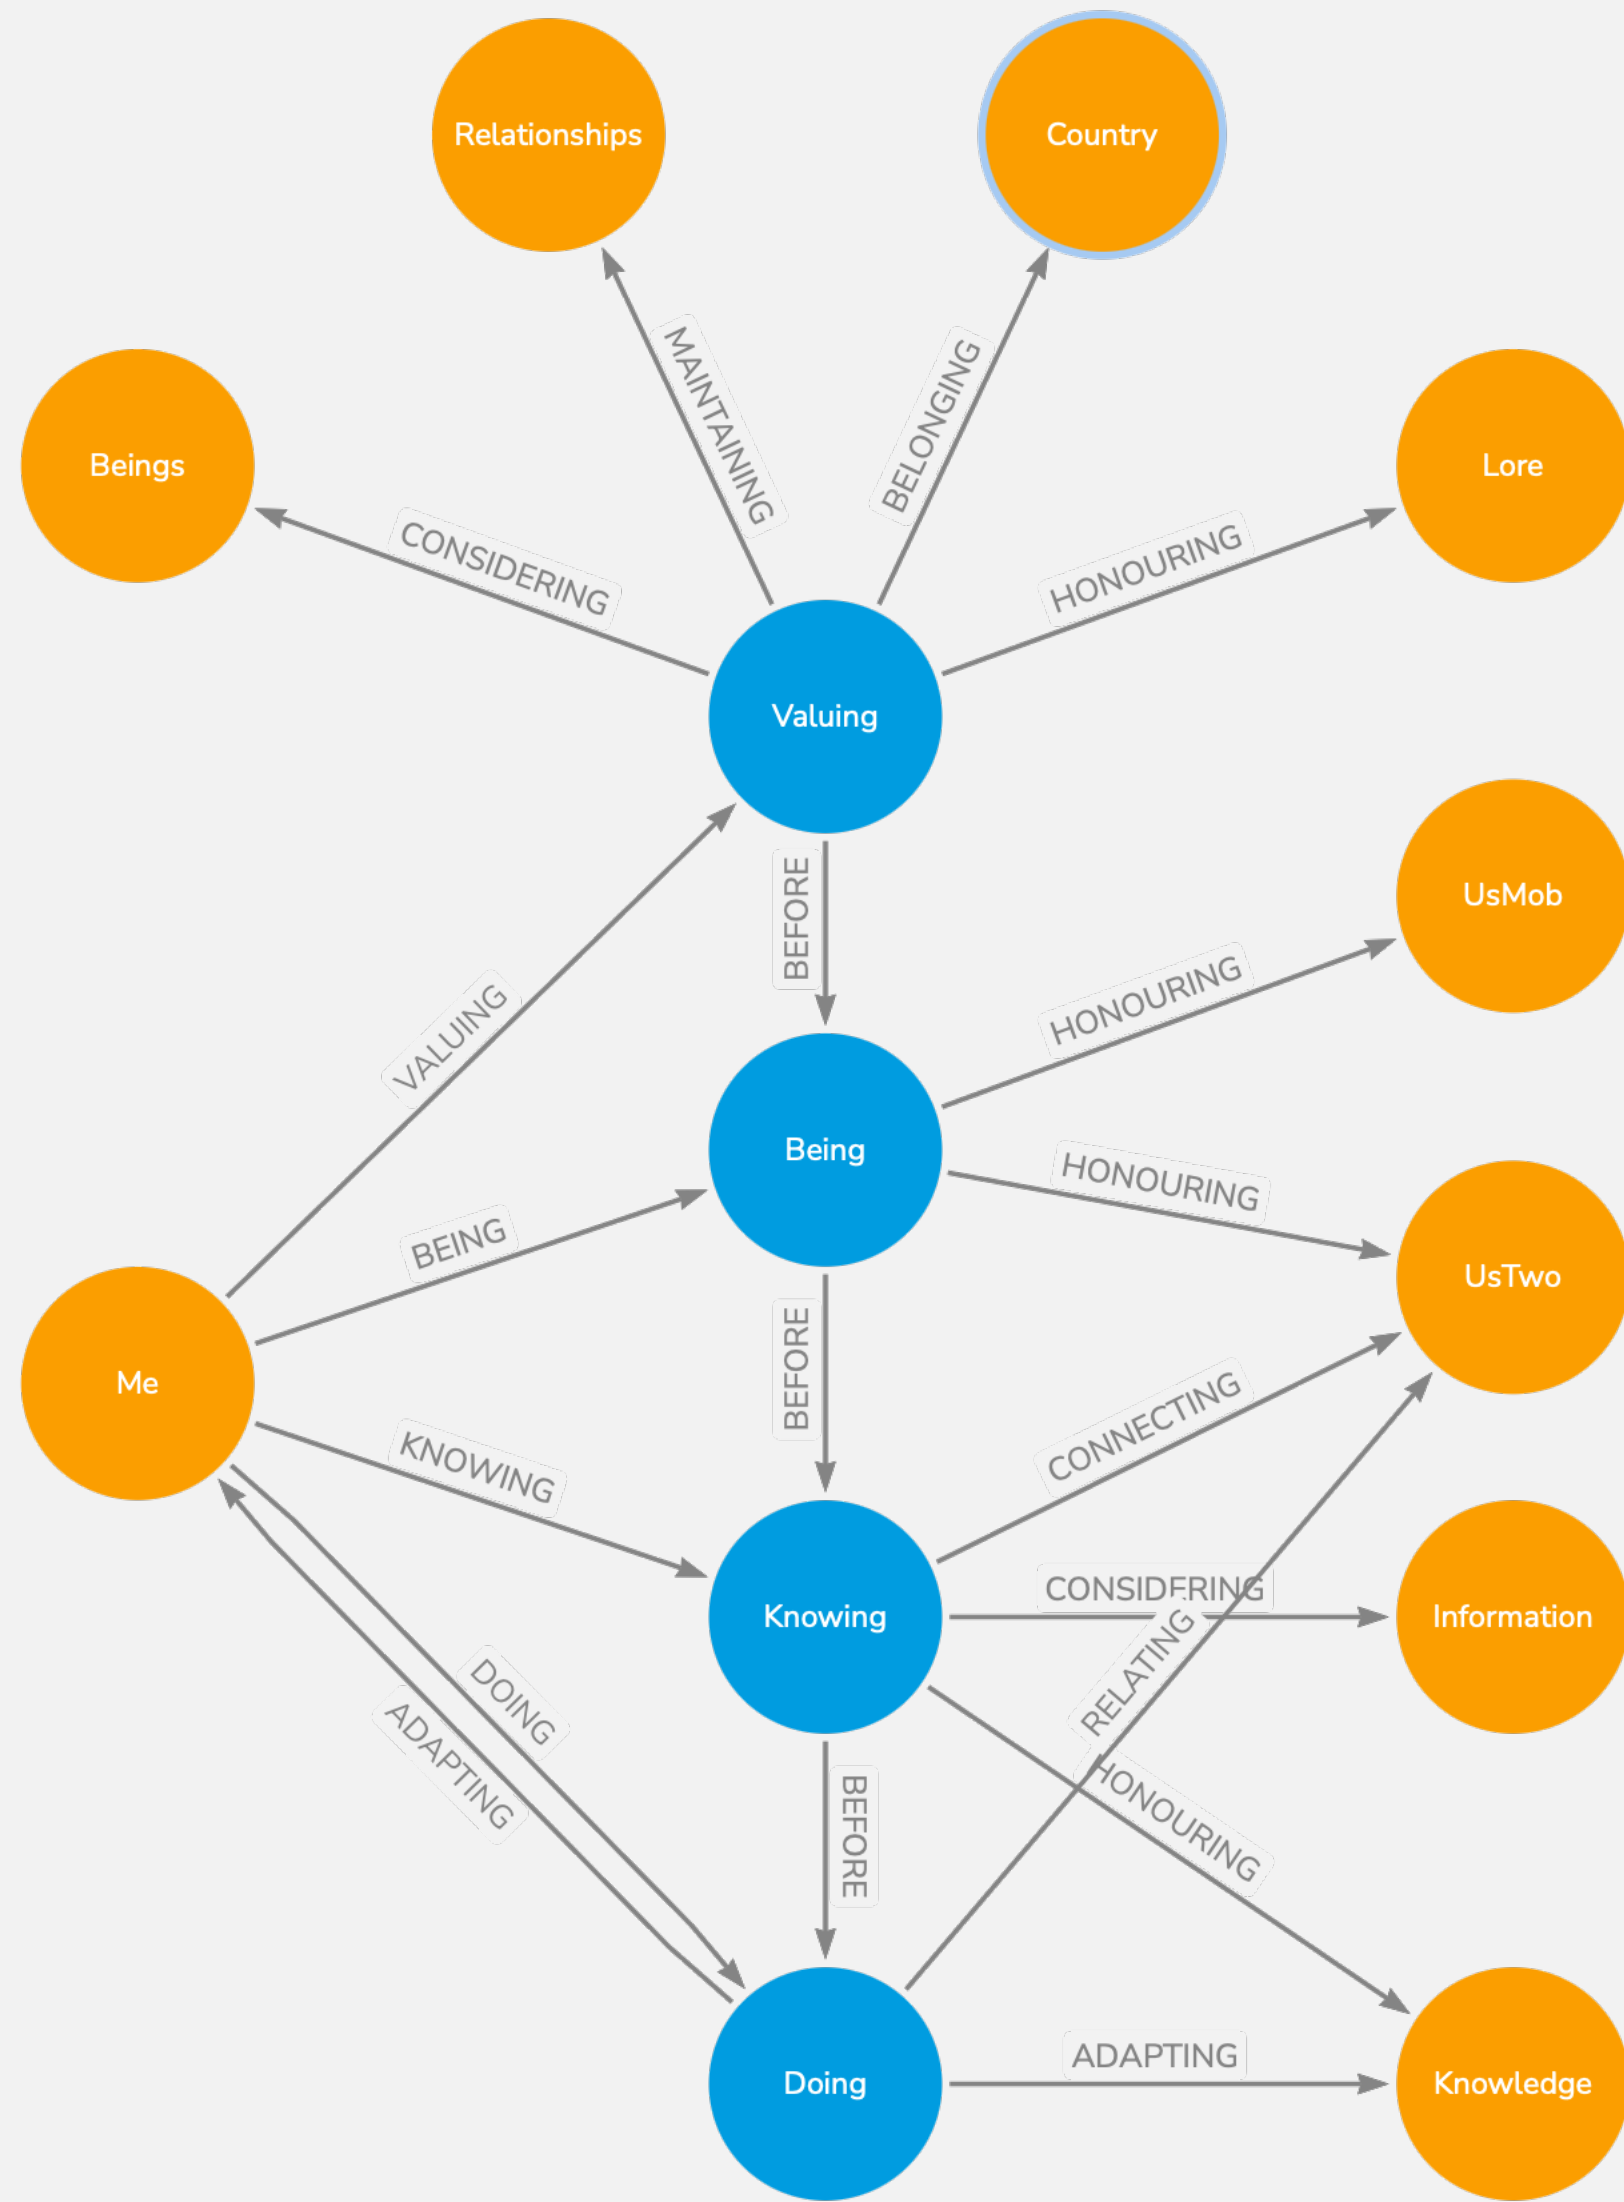 Relationships
Country
MAINTAINING
BELONGING
Beings
Lore
CONSIDERING
HONOURING
Valuing
BEFORE
UsMob
VALUING
HONOURING
Being
HONOURING
BEING
UsTwo
BEFORE
Me
CONNECTING
KNOWING
CONSIDERING
Knowing
Information
RELATING
DOING
ADAPTING
HONOURING
BEFORE
ADAPTING
Doing
Knowledge